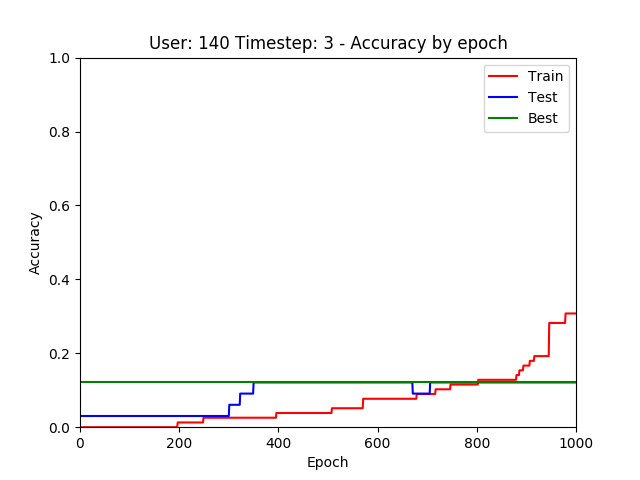 User: 140 Timestep: 3 - Accuracy by epoch
1.0
0.8
0.6
0.4
0.2
0.0
Accuracy
Train
Test
Best
0 200 400 600 800 1000
Epoch